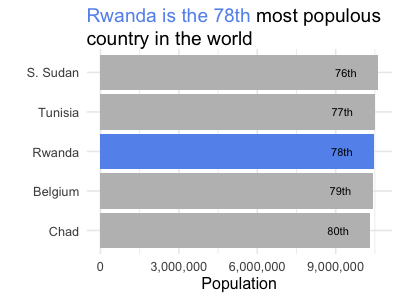 Rwanda is the 78th most populous
country in the world
S. Sudan
76th
Tunisia
77th
Rwanda
78th
Belgium
79th
Chad
80th
0
3,000,000
6,000,000
9,000,000
Population